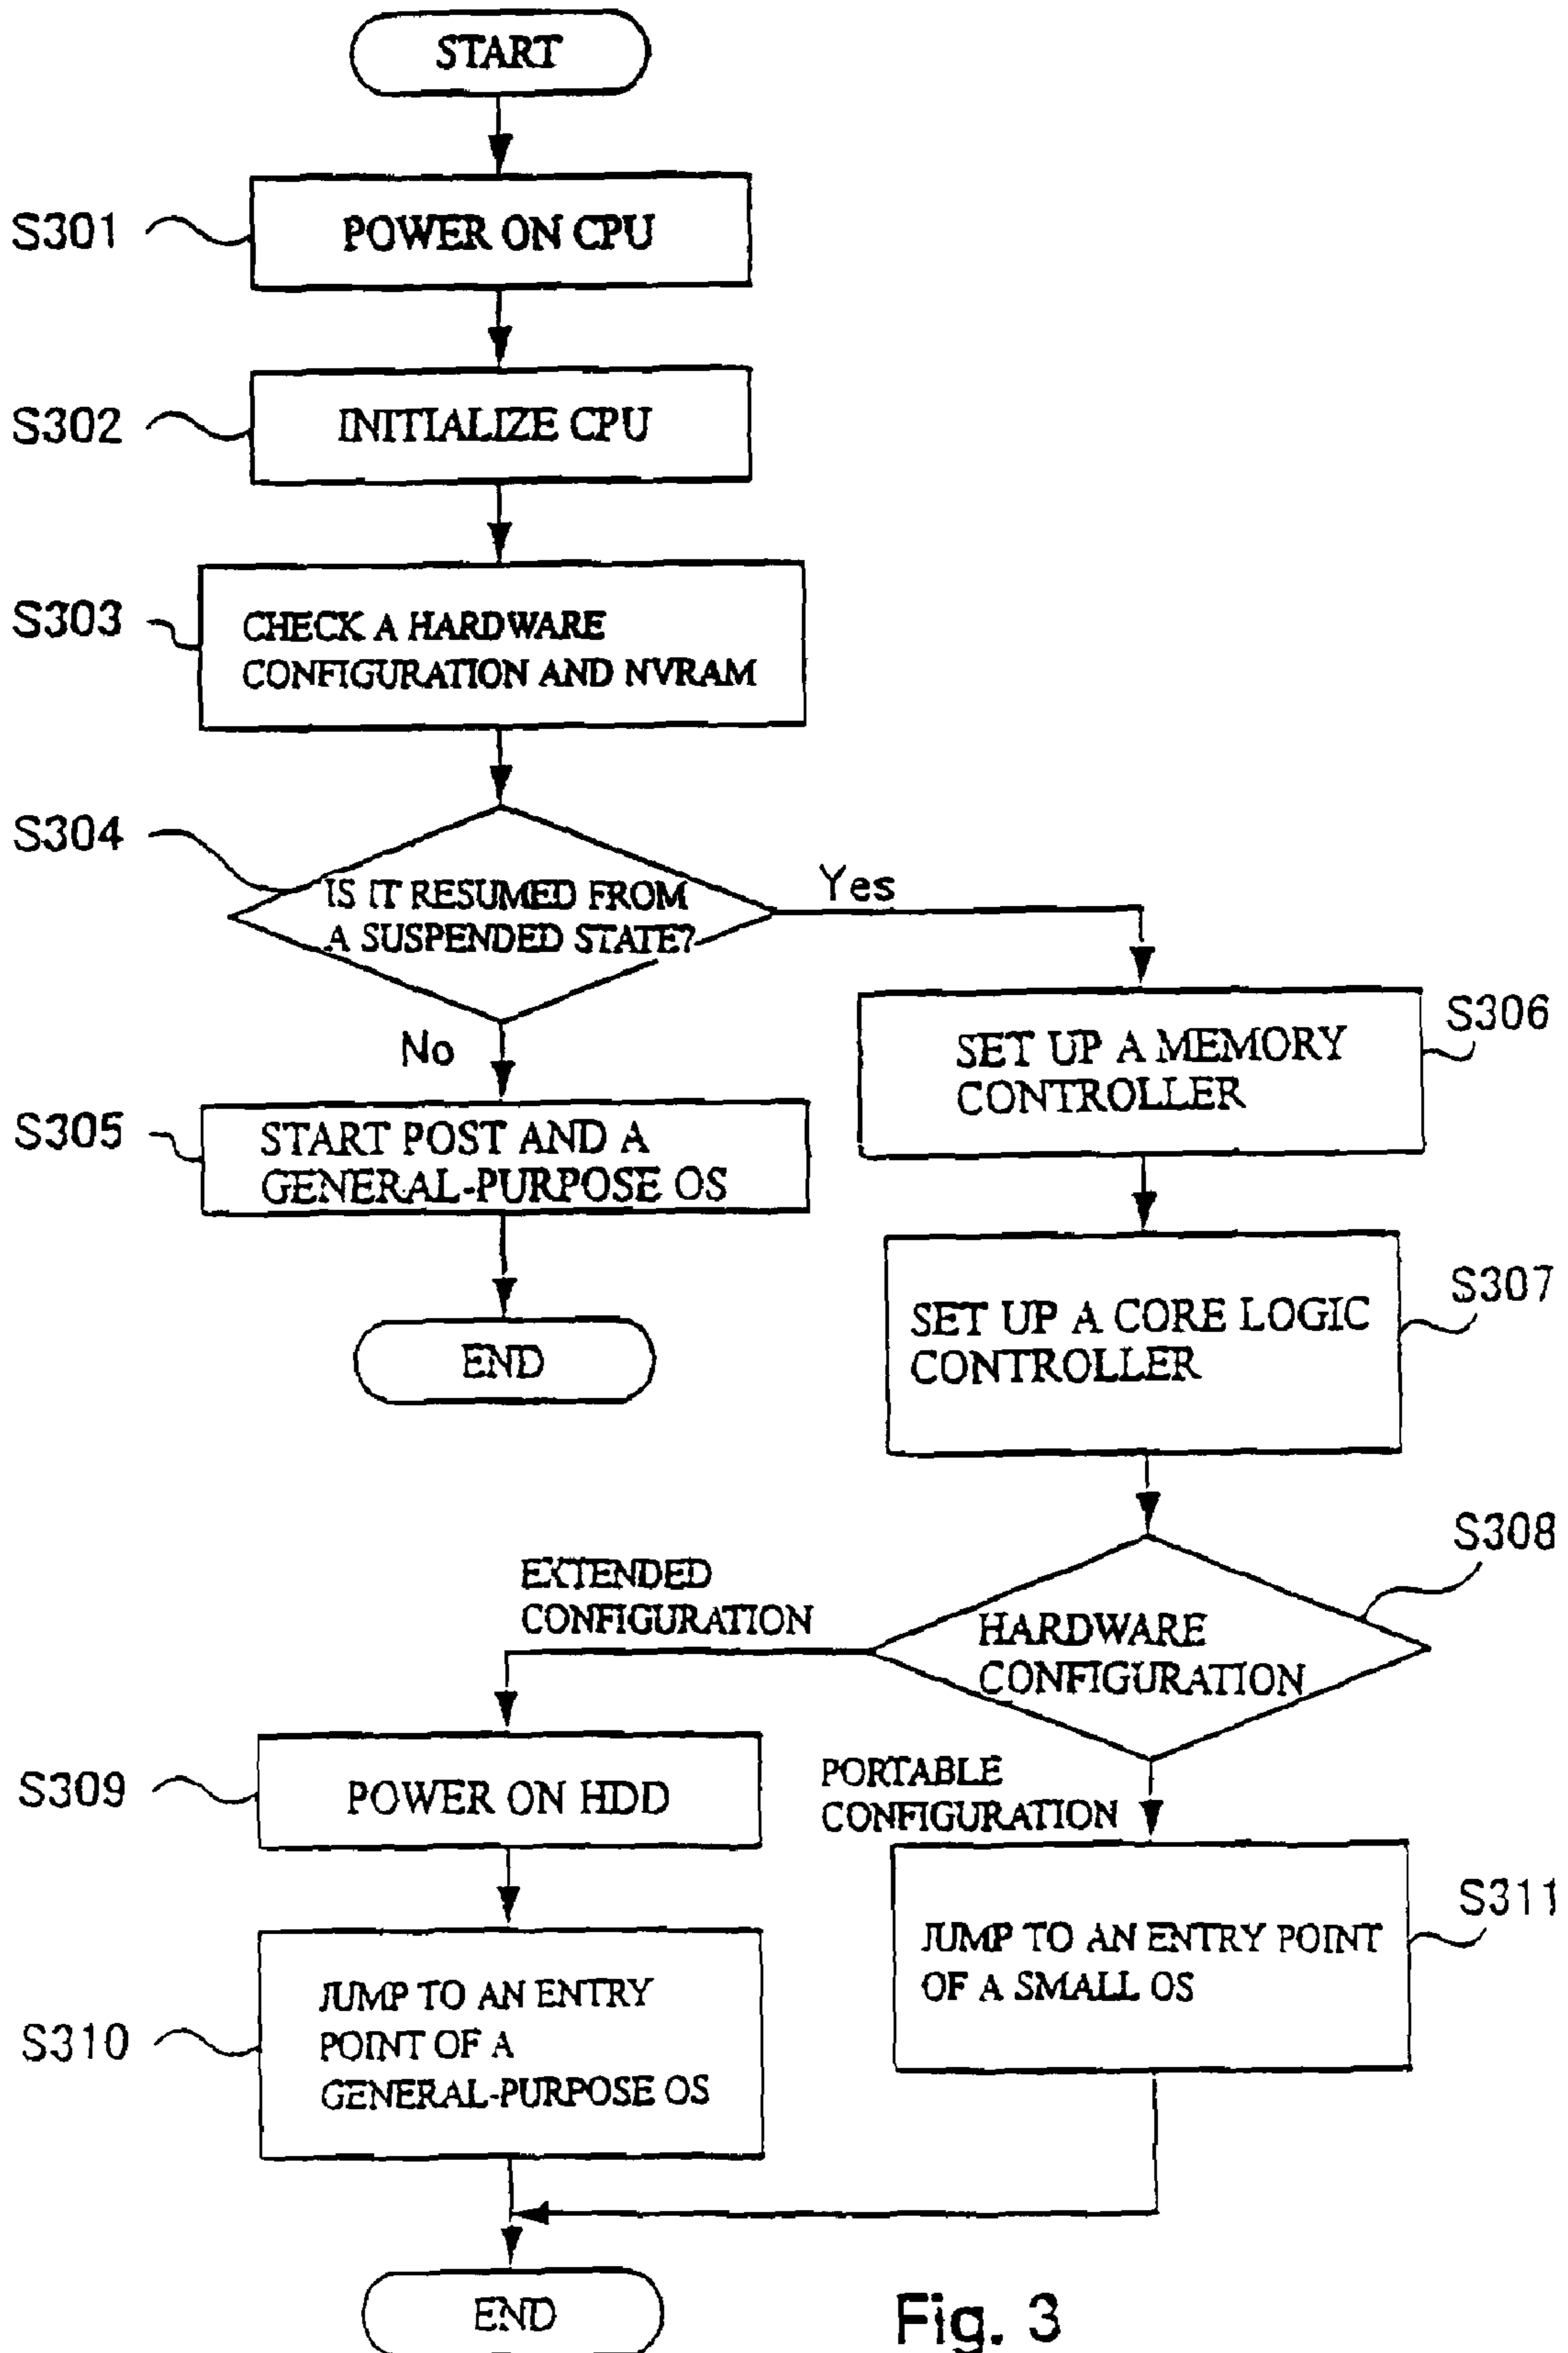 START
S301
POWER ON CPU
S302
INITIALIZE CPU
S303
CHECK A HARDWARE
CONFIGURATION AND NVRAM
S304
IS IT RESUMED FROM
A SUSPENDED STATE?
Yes
No
S305
START POST AND A
GENERAL-PURPOSE OS
END
S306
SET UP A MEMORY
CONTROLLER
S307
SET UP A CORE LOGIC
CONTROLLER
S308
HARDWARE
CONFIGURATION
EXTENDED
CONFIGURATION
S309
POWER ON HDD
PORTABLE
CONFIGURATION
S310
JUMP TO AN ENTRY
POINT OF A
GENERAL-PURPOSE OS
S311
JUMP TO AN ENTRY POINT
OF A SMALL OS
END
Fig. 3